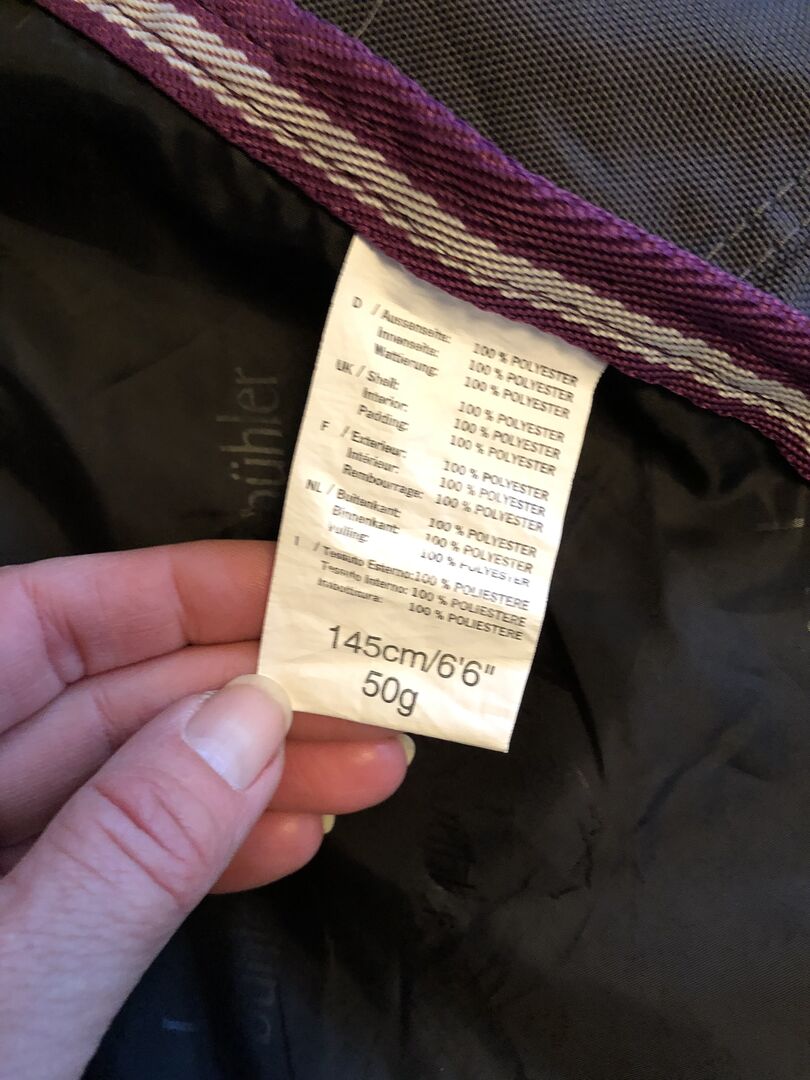 D / Aussenseite: 100 % POLYESTER
Innenseite: 100 % POLYESTER
Wattierung: 100 % POLYESTER
UK / Shell: 100 % POLYESTER
Interior: 100 % POLYESTER
Padding: 100 % POLYESTER
F / Exterieur: 100 % POLYESTER
Intérieur: 100 % POLYESTER
Rembourrage: 100 % POLYESTER
NL / Buitenkant: 100 % POLYESTER
Binnenkant: 100 % POLYESTER
Vulling: 100 % POLYESTER
I / Tessuto Esterno: 100 % POLIESTERE
Tessuto Interno: 100 % POLIESTERE
Imbottitura: 100 % POLIESTERE
145cm/6'6"
50g
bühler